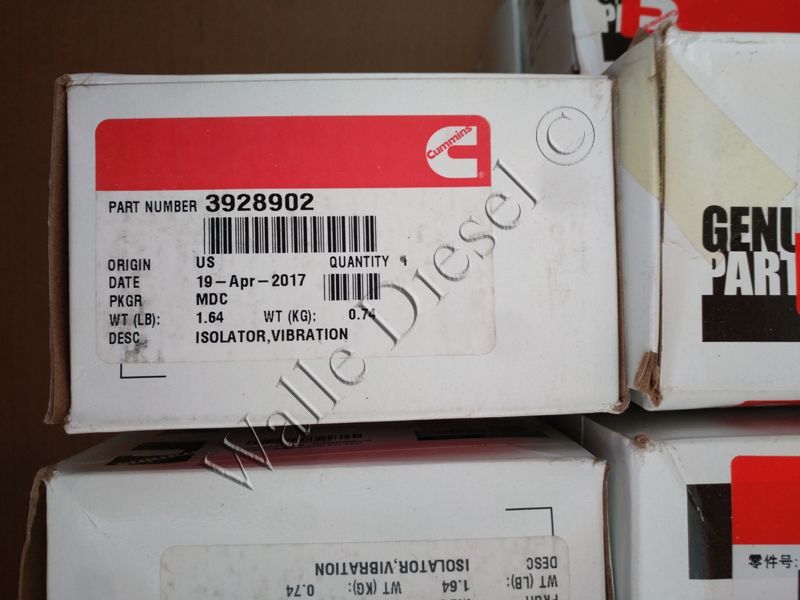 GENU
PART
Cummins
PART NUMBER 3928902
ORIGIN US QUANTITY 1
DATE 19-Apr-2017
PKGR MDC
WT (LB): 1.64 WT (KG): 0.74
DESC ISOLATOR,VIBRATION
Walle Diesel ©
DESC ISOLATOR,VIBRATION
WT (LB): 1.64 WT (KG): 0.74
PKGR
零件号: